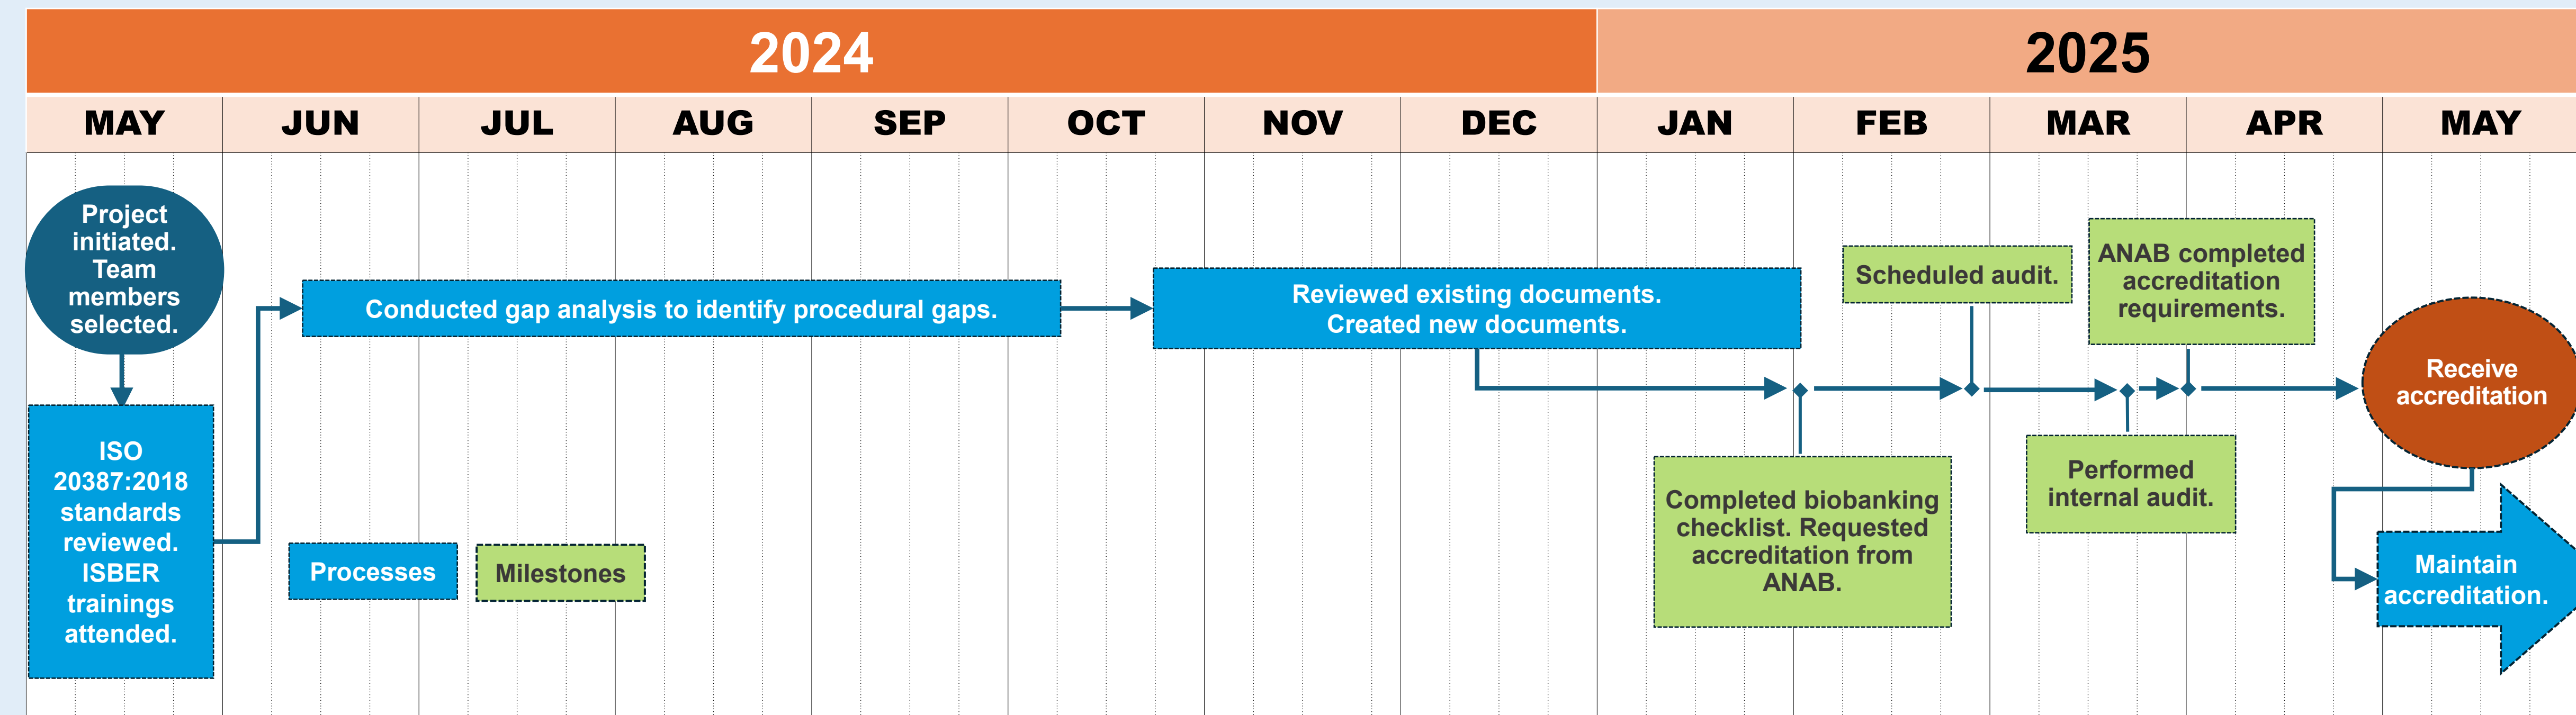 2024
2025
MAY
JUN
JUL
AUG
SEP
OCT
NOV
DEC
JAN
FEB
MAR
APR
MAY
Project
initiated.
Team
members
selected.
ISO
20387:2018
standards
reviewed.
ISBER
trainings
attended.
Conducted gap analysis to identify procedural gaps.
Reviewed existing documents.
Created new documents.
Completed biobanking
checklist. Requested
accreditation from
ANAB.
Scheduled audit.
Performed
internal audit.
ANAB completed
accreditation
requirements.
Receive
accreditation
Maintain
accreditation.
Processes
Milestones